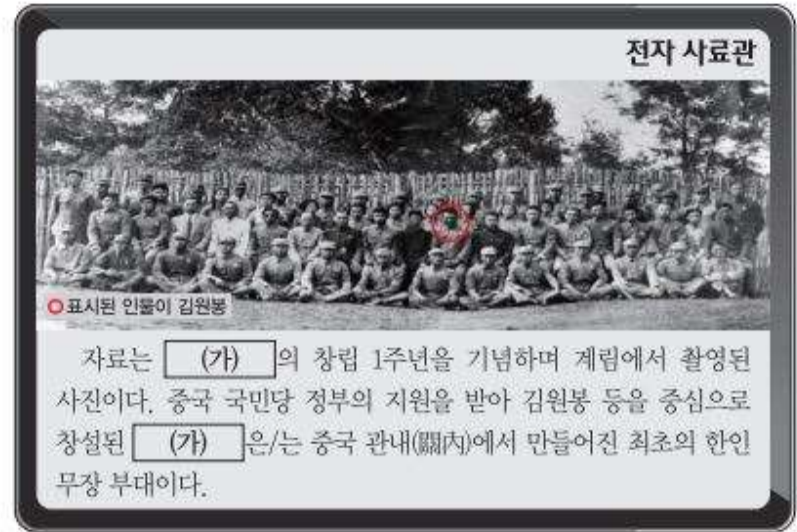 전자 사료관
표시된 인물이 김원봉
자료는 (가) 의 창립 1주년을 기념하며 계림에서 촬영된
사진이다. 중국 국민당 정부의 지원을 받아 김원봉 등을 중심으로
창설된 (가) 은/는 중국 관내(關內)에서 만들어진 최초의 한인
무장 부대이다.